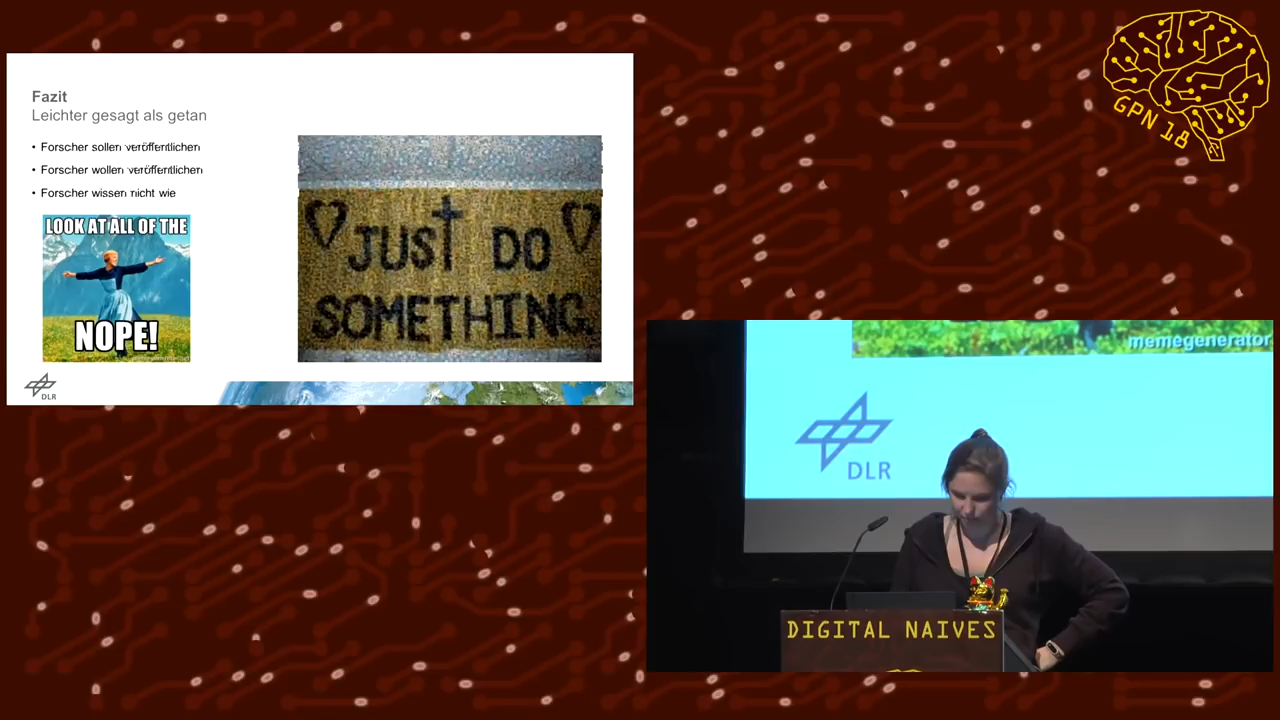 Fazit
Leichter gesagt als getan
• Forscher sollen veröffentlichen
• Forscher wollen veröffentlichen
• Forscher wissen nicht wie
LOOK AT ALL OF THE
NOPE!
JUST DO
SOMETHING
DLR
GPN 18
memegenerator
DLR
DIGITAL NAIVES